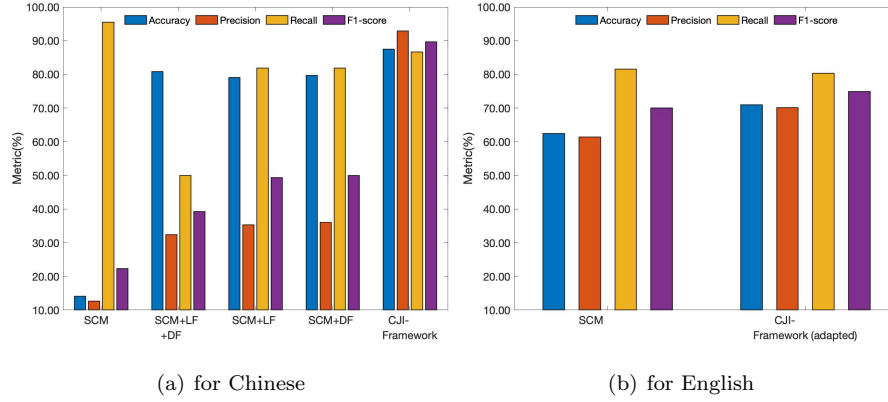 Accuracy Precision Recall F1-score
Metric(%)
100.00
90.00
80.00
70.00
60.00
50.00
40.00
30.00
20.00
10.00
SCM
SCM+LF
+DF
SCM+LF
SCM+DF
CJI-
Framework
(a) for Chinese
Accuracy Precision Recall F1-score
Metric(%)
100.00
90.00
80.00
70.00
60.00
50.00
40.00
30.00
20.00
10.00
SCM
CJI-
Framework (adapted)
(b) for English